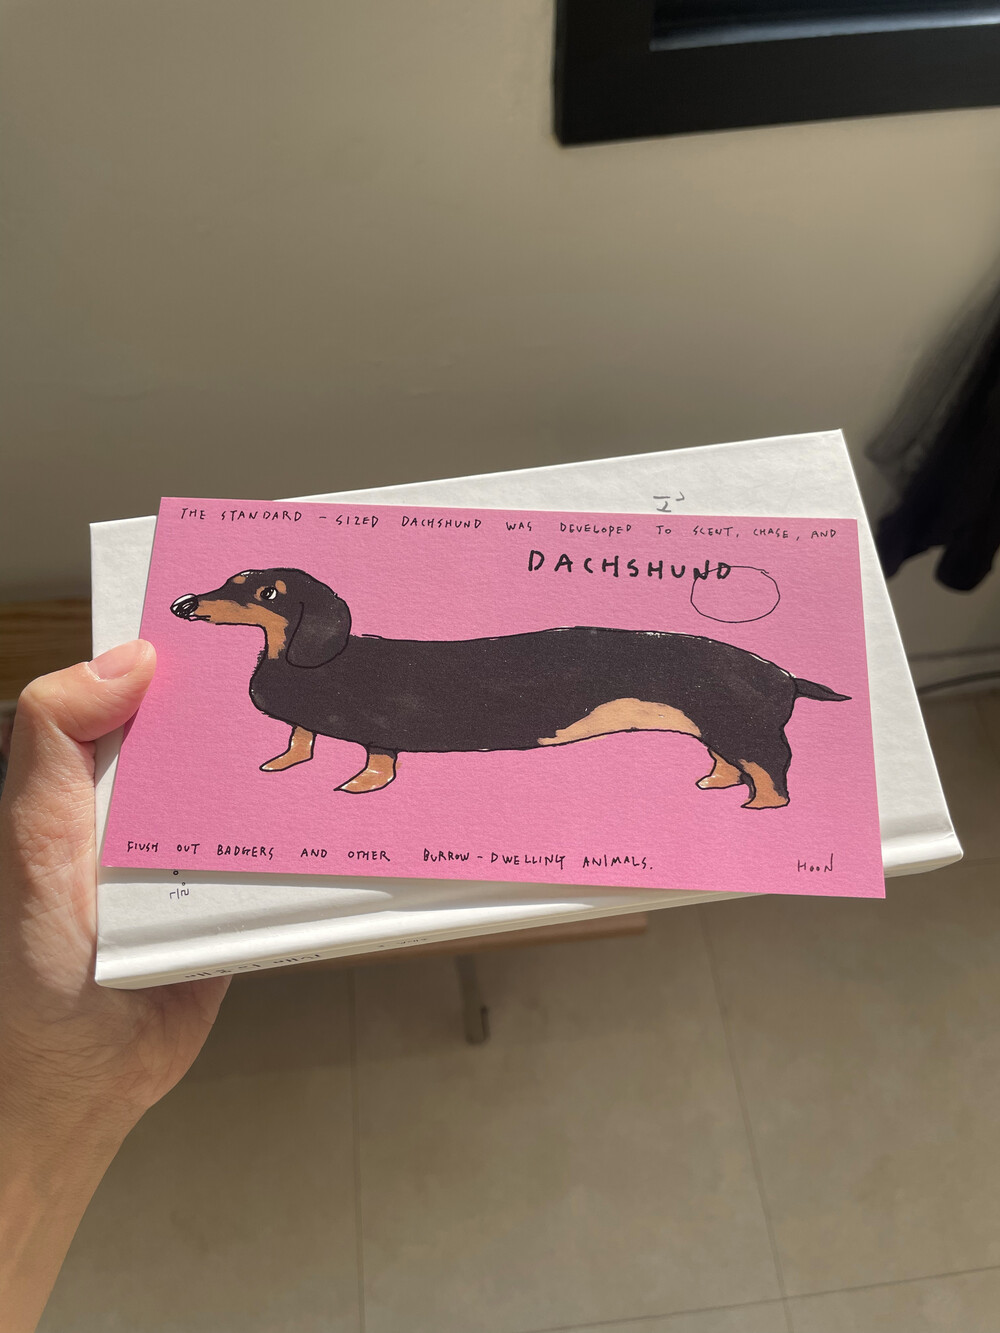 THE STANDARD - SIZED DACHSHUND WAS DEVELOPED TO SCENT, CHASE, AND
DACHSHUND
FLUSH OUT BADGERS AND OTHER BURROW - DWELLING ANIMALS.
HOON